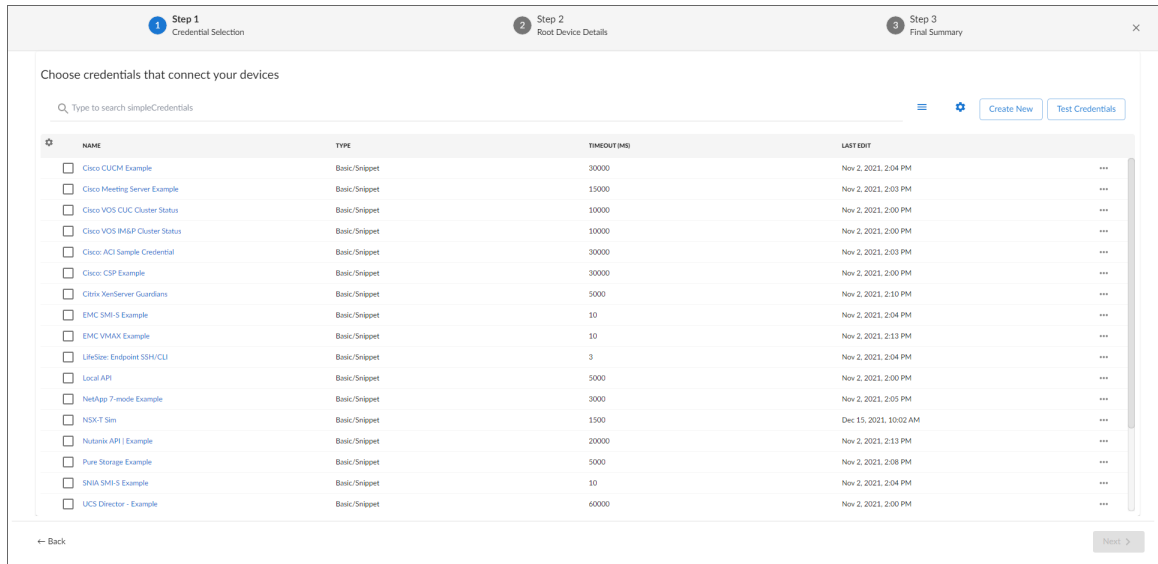 1 Step 1 2 Step 2 3 Step 3
Credential Selection Root Device Details Final Summary
Choose credentials that connect your devices
Type to search simpleCredentials Create New Test Credentials
NAME TYPE TIMEOUT (MS) LAST EDIT
Cisco CUCM Example Basic/Snippet 30000 Nov 2, 2021, 2:04 PM
Cisco Meeting Server Example Basic/Snippet 15000 Nov 2, 2021, 2:03 PM
Cisco VOS CUC Cluster Status Basic/Snippet 10000 Nov 2, 2021, 2:00 PM
Cisco VOS IM&P Cluster Status Basic/Snippet 10000 Nov 2, 2021, 2:00 PM
Cisco: ACI Sample Credential Basic/Snippet 30000 Nov 2, 2021, 2:03 PM
Cisco: CSP Example Basic/Snippet 30000 Nov 2, 2021, 2:00 PM
Citrix XenServer Guardians Basic/Snippet 5000 Nov 2, 2021, 2:10 PM
EMC SMI-S Example Basic/Snippet 10 Nov 2, 2021, 2:04 PM
EMC VMAX Example Basic/Snippet 10 Nov 2, 2021, 2:13 PM
LifeSize: Endpoint SSH/CLI Basic/Snippet 3 Nov 2, 2021, 2:04 PM
Local API Basic/Snippet 5000 Nov 2, 2021, 2:00 PM
NetApp 7-mode Example Basic/Snippet 3000 Nov 2, 2021, 2:05 PM
NSX-T Sim Basic/Snippet 1500 Dec 15, 2021, 10:02 AM
Nutanix API | Example Basic/Snippet 20000 Nov 2, 2021, 2:13 PM
Pure Storage Example Basic/Snippet 5000 Nov 2, 2021, 2:08 PM
SNIA SMI-S Example Basic/Snippet 10 Nov 2, 2021, 2:04 PM
UCS Director - Example Basic/Snippet 60000 Nov 2, 2021, 2:00 PM
← Back Next >